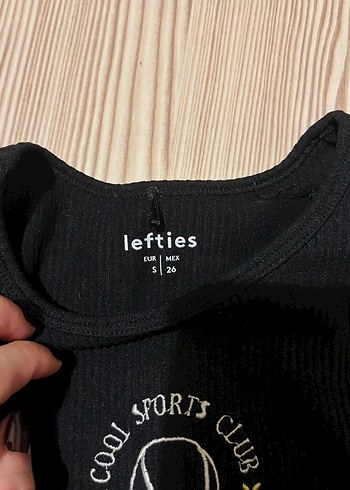 lefties
EUR | MEX
S | 26
COOL SPORTS CLUB